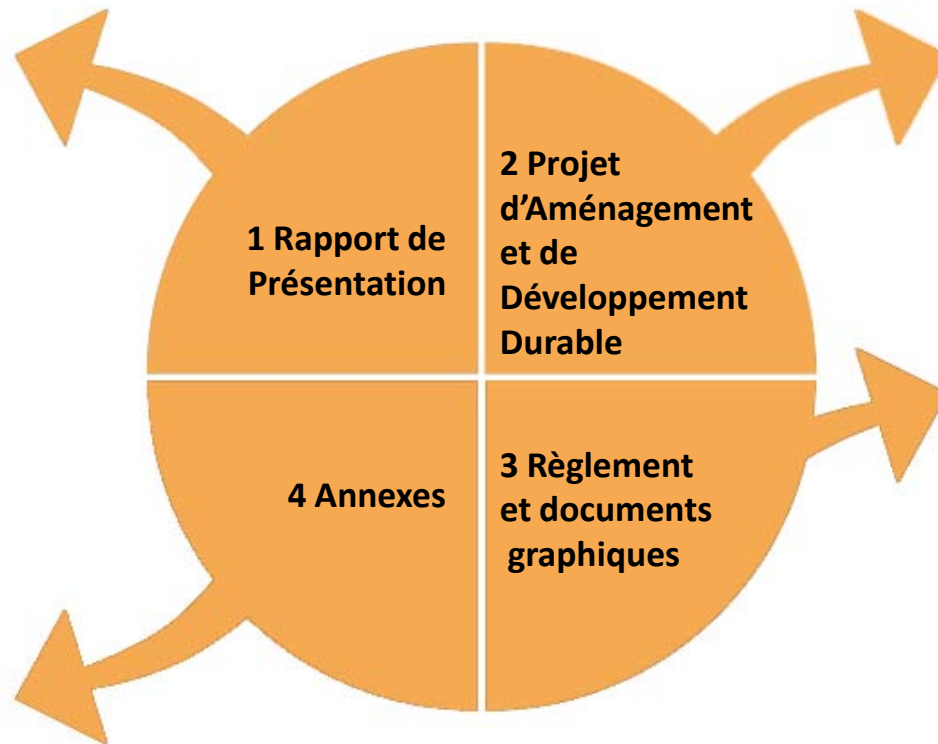 1 Rapport de
Présentation
2 Projet
d’Aménagement
et de
Développement
Durable
3 Règlement
et documents
graphiques
4 Annexes